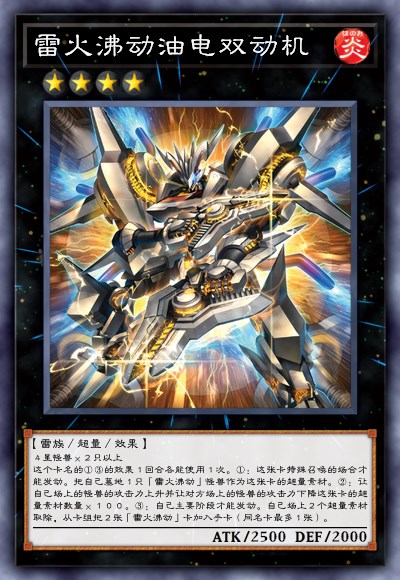 雷火沸动油电双动机
ほのお
炎
【雷族/超量/效果】
4星怪兽×2只以上
这个卡名的①③的效果1回合各能使用1次。①:这张卡特殊召唤的场合才
能发动。把自己墓地1只「雷火沸动」怪兽作为这张卡的超量素材。②:让
自己场上的怪兽的攻击力上升并让对方场上的怪兽的攻击力下降这张卡的超
量素材数量×100。③:自己主要阶段才能发动。自己场上2个超量素材
取除,从卡组把2张「雷火沸动」卡加入手卡(同名卡最多1张)。
ATK/2500 DEF/2000